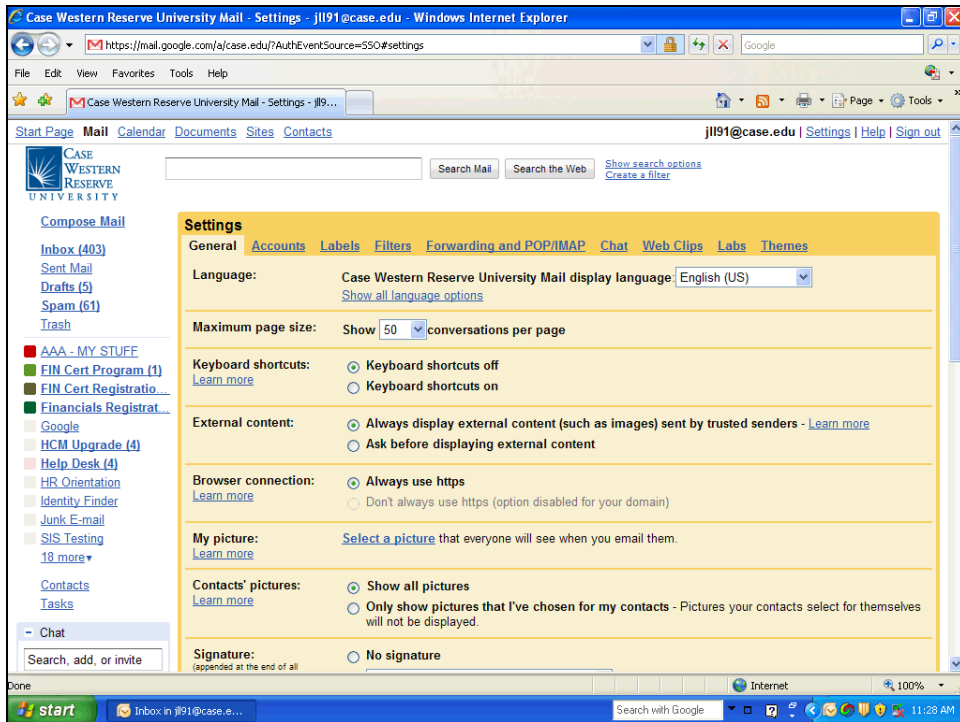 Case Western Reserve University Mail - Settings - jll91@case.edu - Windows Internet Explorer
https://mail.google.com/a/case.edu/?AuthEventSource=SSO#settings
Google
File Edit View Favorites Tools Help
Case Western Reserve University Mail - Settings - jll9...
Page Tools
Start Page Mail Calendar Documents Sites Contacts
jll91@case.edu | Settings | Help | Sign out
CASE
WESTERN
RESERVE
UNIVERSITY
Search Mail Search the Web
Show search options
Create a filter
Compose Mail
Inbox (403)
Sent Mail
Drafts (5)
Spam (61)
Trash
AAA - MY STUFF
FIN Cert Program (1)
FIN Cert Registratio...
Financials Registrat...
Google
HCM Upgrade (4)
Help Desk (4)
HR Orientation
Identity Finder
Junk E-mail
SIS Testing
18 more
Contacts
Tasks
Chat
Search, add, or invite
Settings
General Accounts Labels Filters Forwarding and POP/IMAP Chat Web Clips Labs Themes
Language: Case Western Reserve University Mail display language: English (US)
Show all language options
Maximum page size: Show 50 conversations per page
Keyboard shortcuts: Keyboard shortcuts off
Learn more
Keyboard shortcuts on
External content: Always display external content (such as images) sent by trusted senders - Learn more
Ask before displaying external content
Browser connection: Always use https
Learn more
Don't always use https (option disabled for your domain)
My picture: Select a picture that everyone will see when you email them.
Learn more
Contacts' pictures: Show all pictures
Learn more
Only show pictures that I've chosen for my contacts - Pictures your contacts select for themselves
will not be displayed.
Signature: No signature
(appended at the end of all
Done
Internet
100%
start
Inbox in jll91@case.e...
Search with Google
11:28 AM